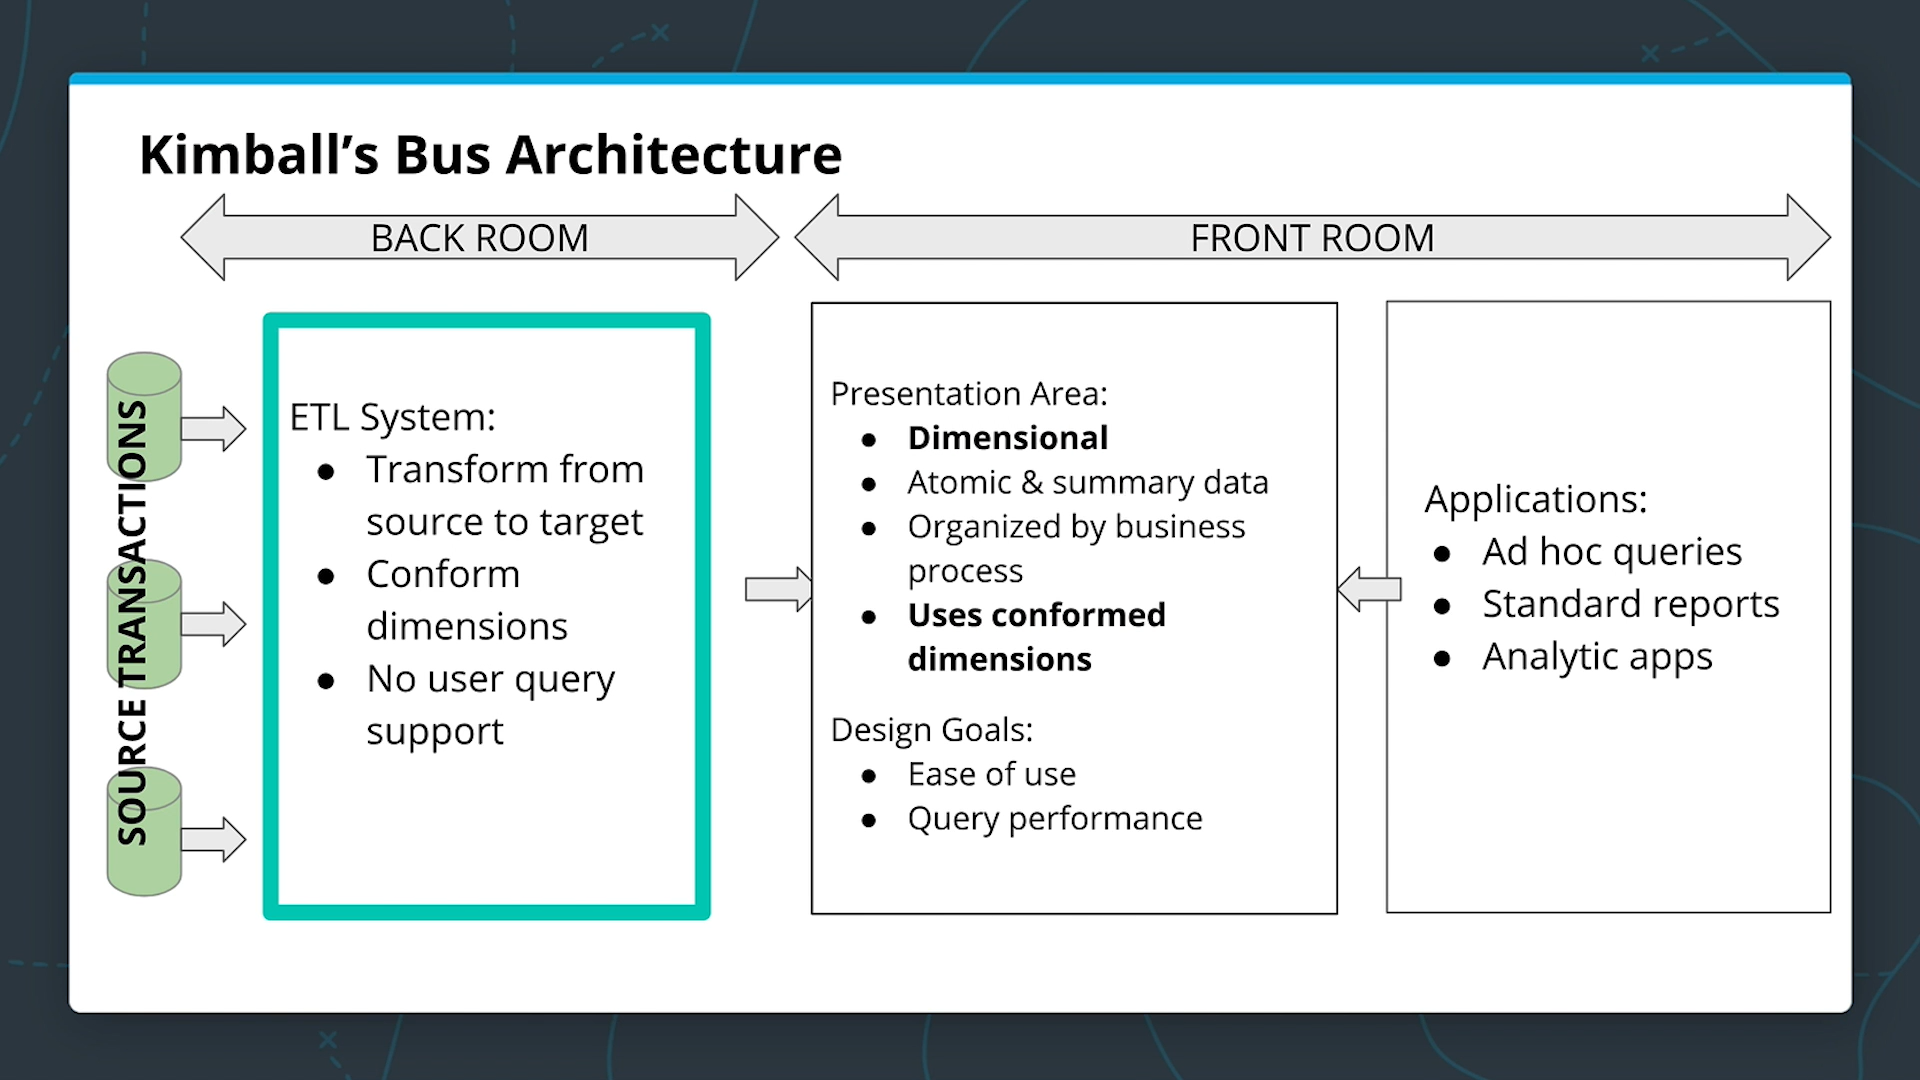 Kimball’s Bus Architecture
BACK ROOM
FRONT ROOM
SOURCE TRANSACTIONS
ETL System:
● Transform from
source to target
● Conform
dimensions
● No user query
support
Presentation Area:
● Dimensional
● Atomic & summary data
● Organized by business
process
● Uses conformed
dimensions
Design Goals:
● Ease of use
● Query performance
Applications:
● Ad hoc queries
● Standard reports
● Analytic apps